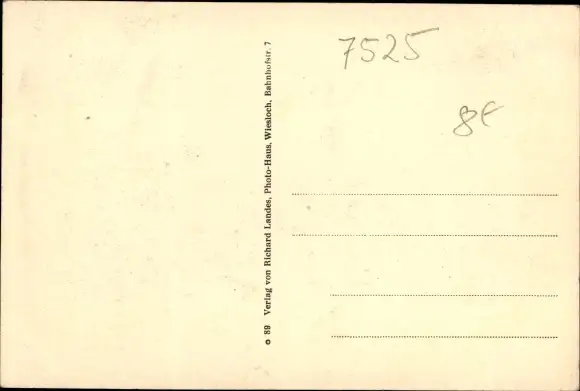 7525
8€
o 89 Verlag von Richard Landes, Photo-Haus, Wiesloch, Bahnhofstr. 7